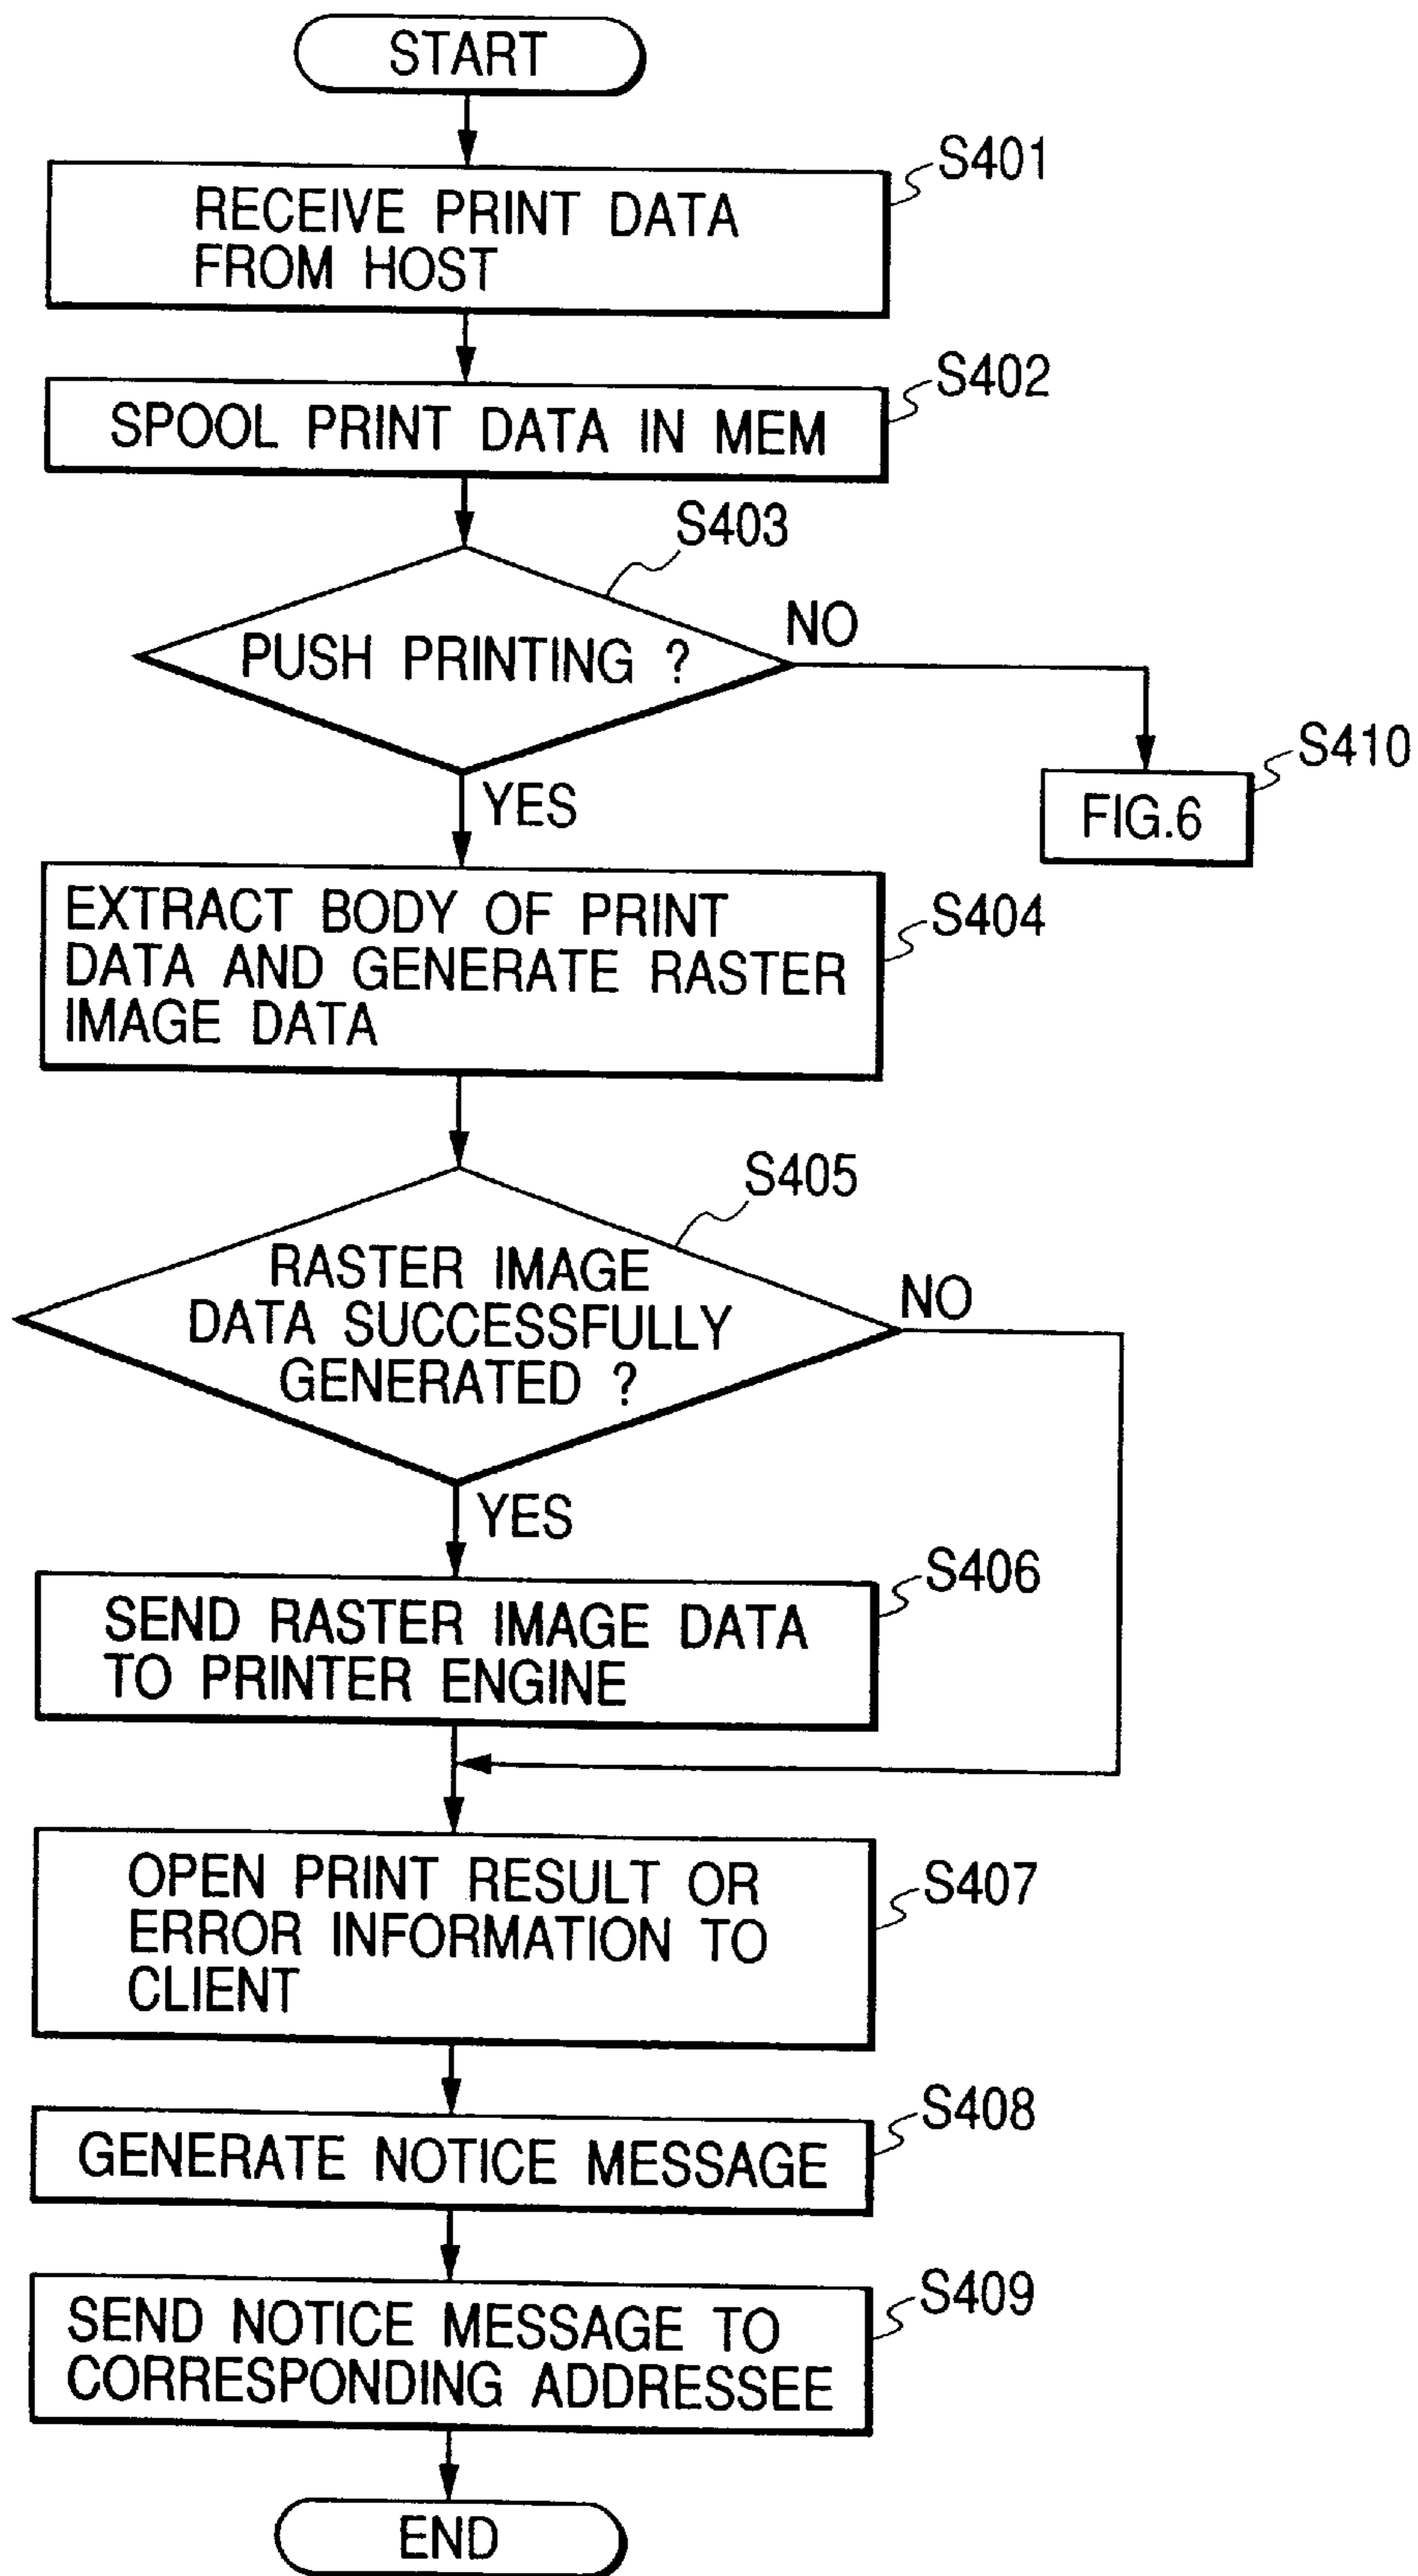 START
S401
RECEIVE PRINT DATA
FROM HOST
S402
SPOOL PRINT DATA IN MEM
S403
PUSH PRINTING ?
NO
S410
FIG.6
YES
S404
EXTRACT BODY OF PRINT
DATA AND GENERATE RASTER
IMAGE DATA
S405
RASTER IMAGE
DATA SUCCESSFULLY
GENERATED ?
NO
YES
S406
SEND RASTER IMAGE DATA
TO PRINTER ENGINE
S407
OPEN PRINT RESULT OR
ERROR INFORMATION TO
CLIENT
S408
GENERATE NOTICE MESSAGE
S409
SEND NOTICE MESSAGE TO
CORRESPONDING ADDRESSEE
END